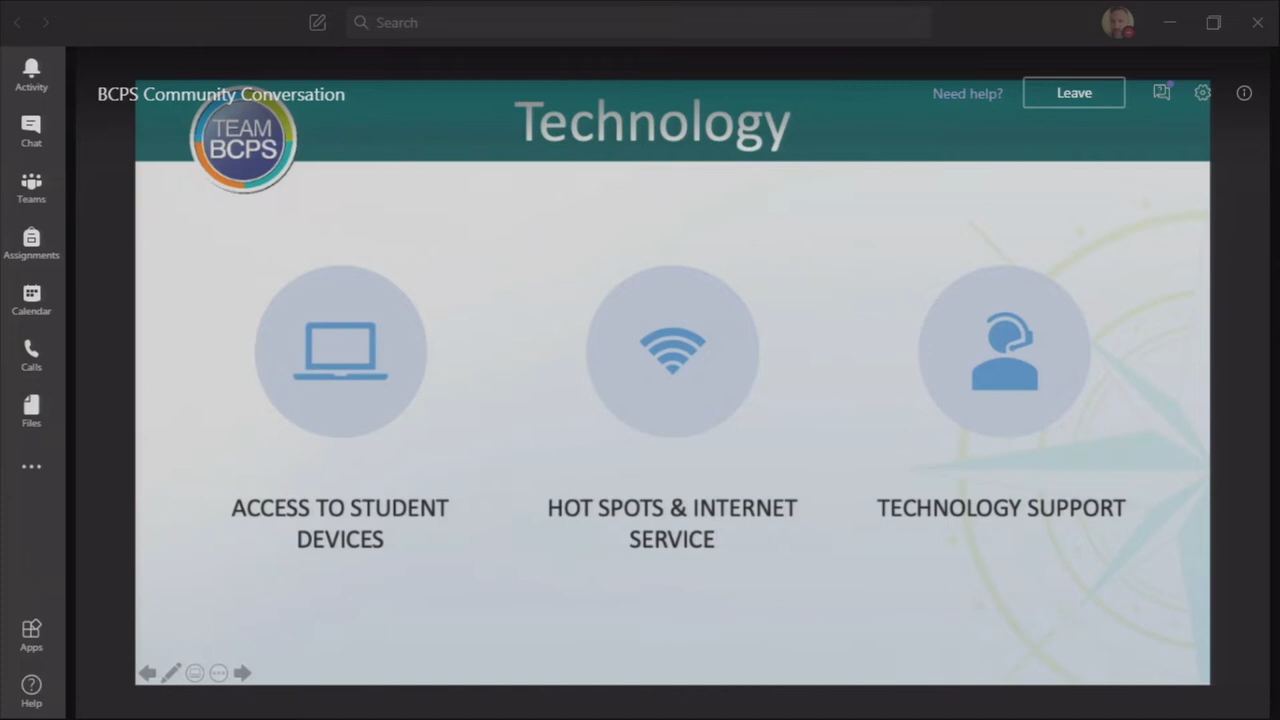 Search
Activity
Chat
Teams
Assignments
Calendar
Calls
Files
Apps
Help
BCPS Community Conversation
Need help?
Leave
TEAM
BCPS
Technology
ACCESS TO STUDENT
DEVICES
HOT SPOTS & INTERNET
SERVICE
TECHNOLOGY SUPPORT